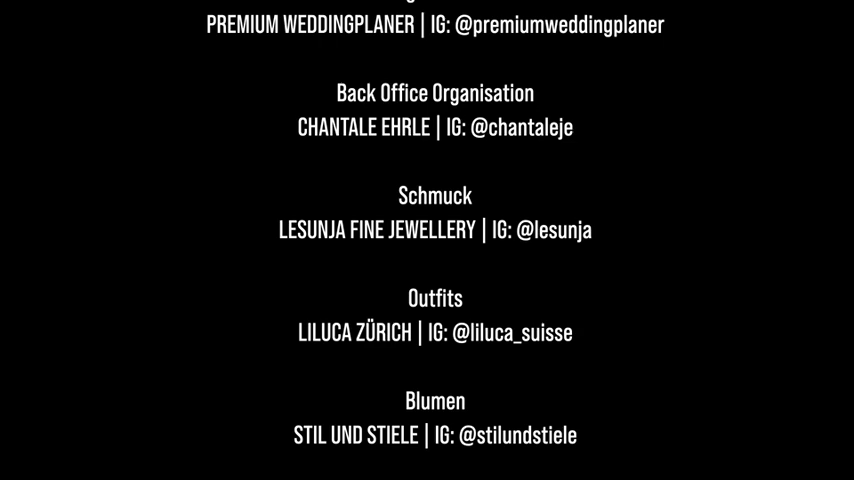 PREMIUM WEDDINGPLANER | IG: @premiumweddingplaner
Back Office Organisation
CHANTALE EHRLE | IG: @chantaleje
Schmuck
LESUNJA FINE JEWELLERY | IG: @lesunja
Outfits
LILUCA ZÜRICH | IG: @liluca_suisse
Blumen
STIL UND STIELE | IG: @stilundstiele